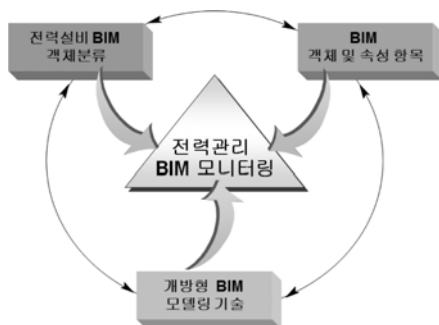 전력설비 BIM
객체분류
BIM
객체 및 속성 항목
전력관리
BIM 모니터링
개방형 BIM
모델링 기술